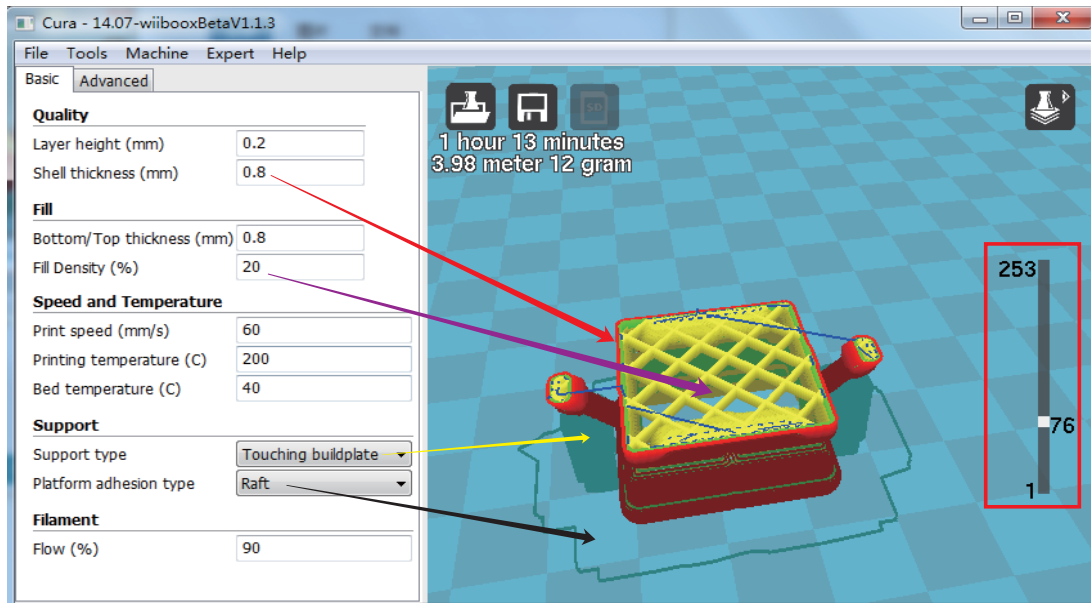 Cura - 14.07-wiibooxBetaV1.1.3
File Tools Machine Expert Help
Basic Advanced
Quality
Layer height (mm) 0.2
Shell thickness (mm) 0.8
Fill
Bottom/Top thickness (mm) 0.8
Fill Density (%) 20
Speed and Temperature
Print speed (mm/s) 60
Printing temperature (C) 200
Bed temperature (C) 40
Support
Support type Touching buildplate
Platform adhesion type Raft
Filament
Flow (%) 90
SD
1 hour 13 minutes
3.98 meter 12 gram
253
76
1